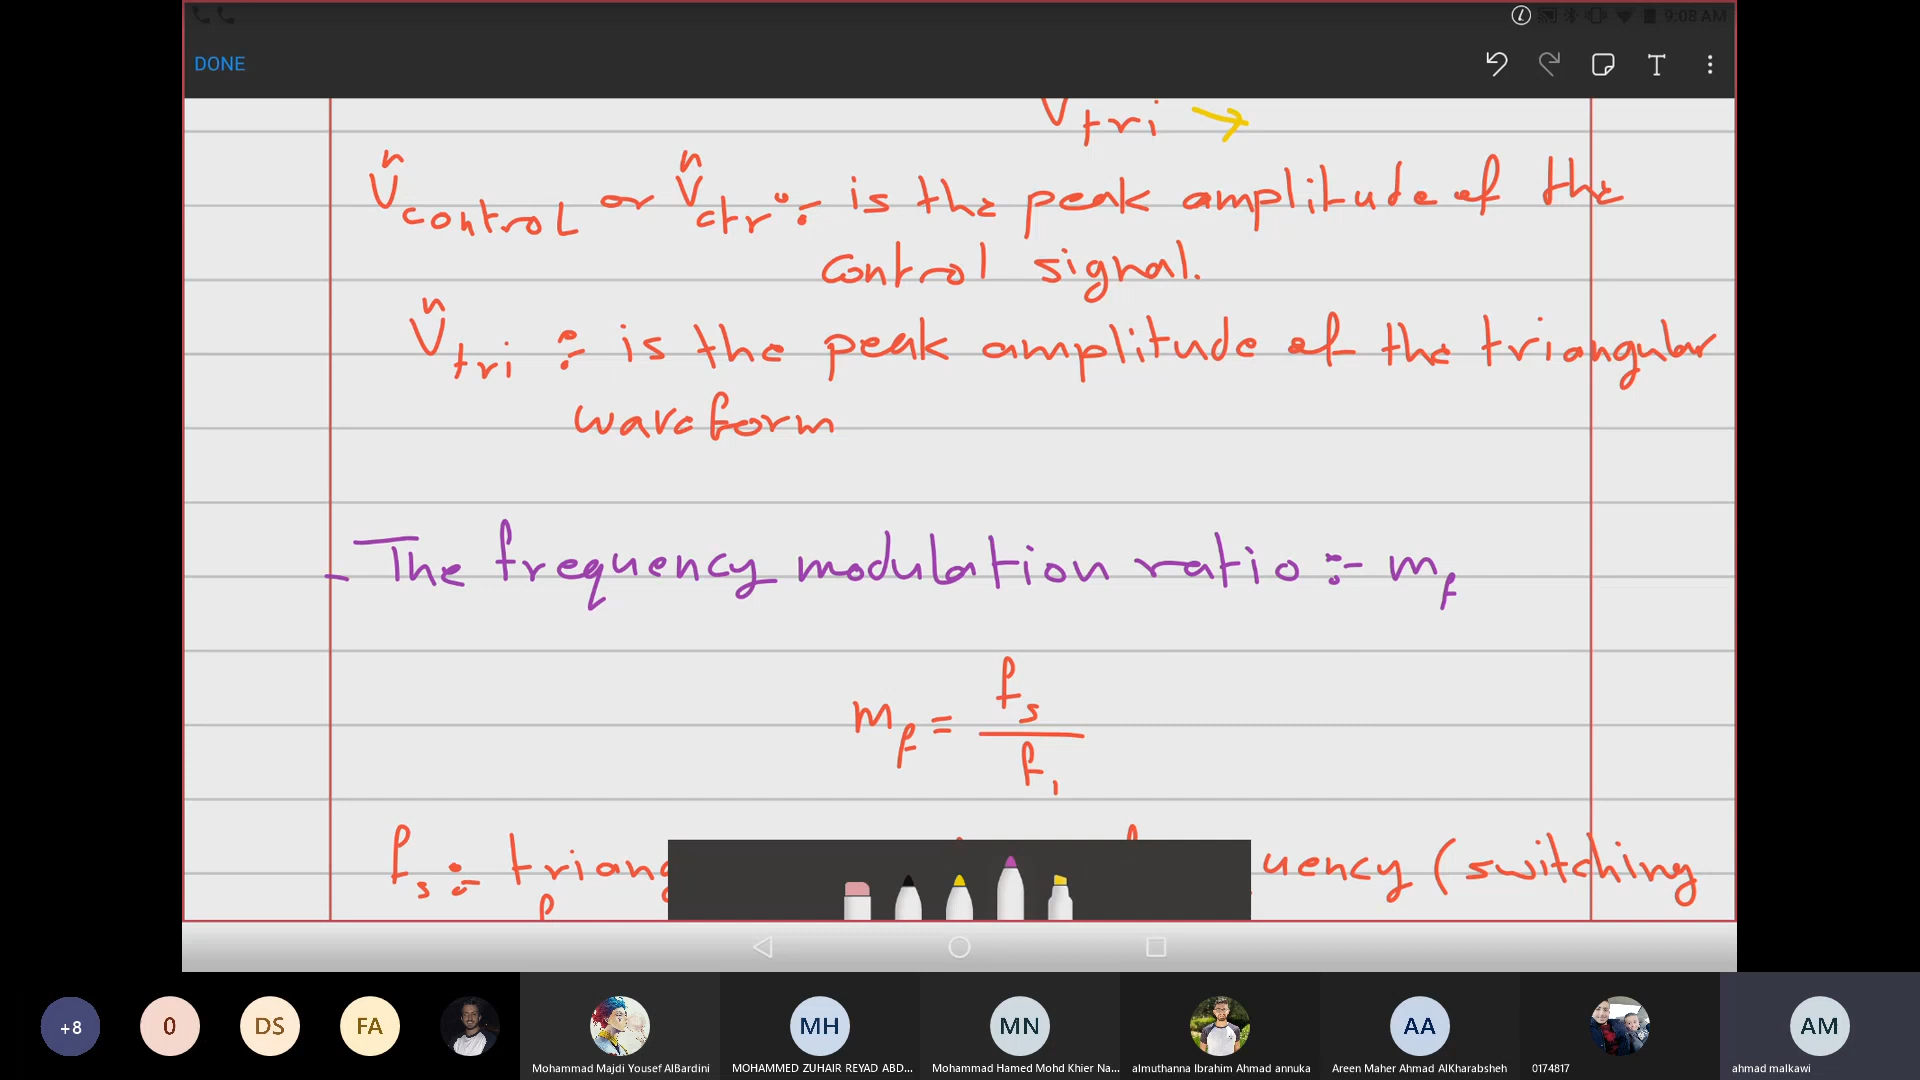 9:08 AM
DONE
V̂tri →
V̂control or V̂ctr :- is the peak amplitude of the
control signal.
V̂tri :- is the peak amplitude of the triangular
waveform
- The frequency modulation ratio :- mf
mf = fs
f1
fs :- triang uency (switching
+8
0
DS
FA
MH
MN
AA
AM
Mohammad Majdi Yousef AlBardini
MOHAMMED ZUHAIR REYAD ABD...
Mohammad Hamed Mohd Khier Na...
almuthanna Ibrahim Ahmad annuka
Areen Maher Ahmad AlKharabsheh
0174817
ahmad malkawi